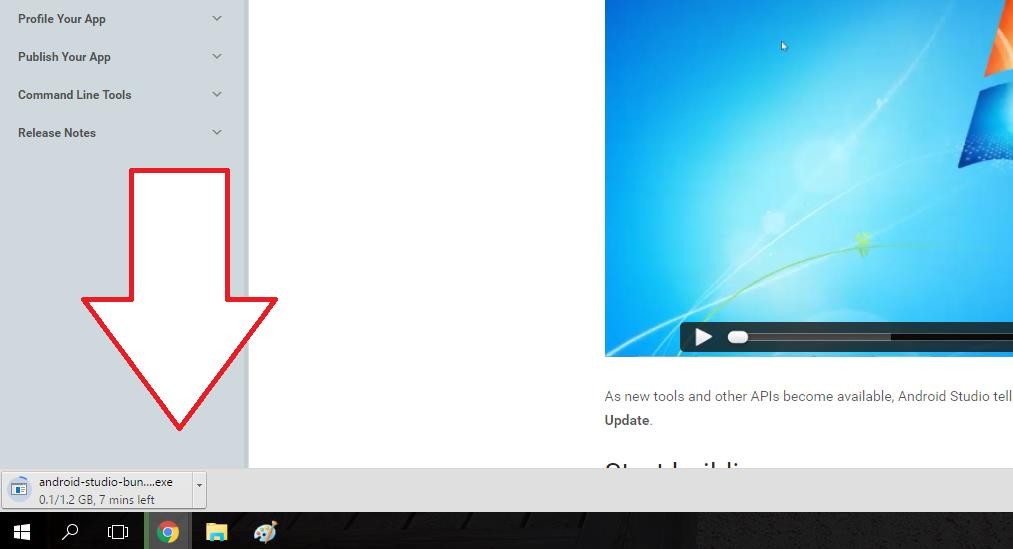 Profile Your App
Publish Your App
Command Line Tools
Release Notes
As new tools and other APIs become available, Android Studio tell
Update.
Start buildi
android-studio-bun....exe
0.1/1.2 GB, 7 mins left